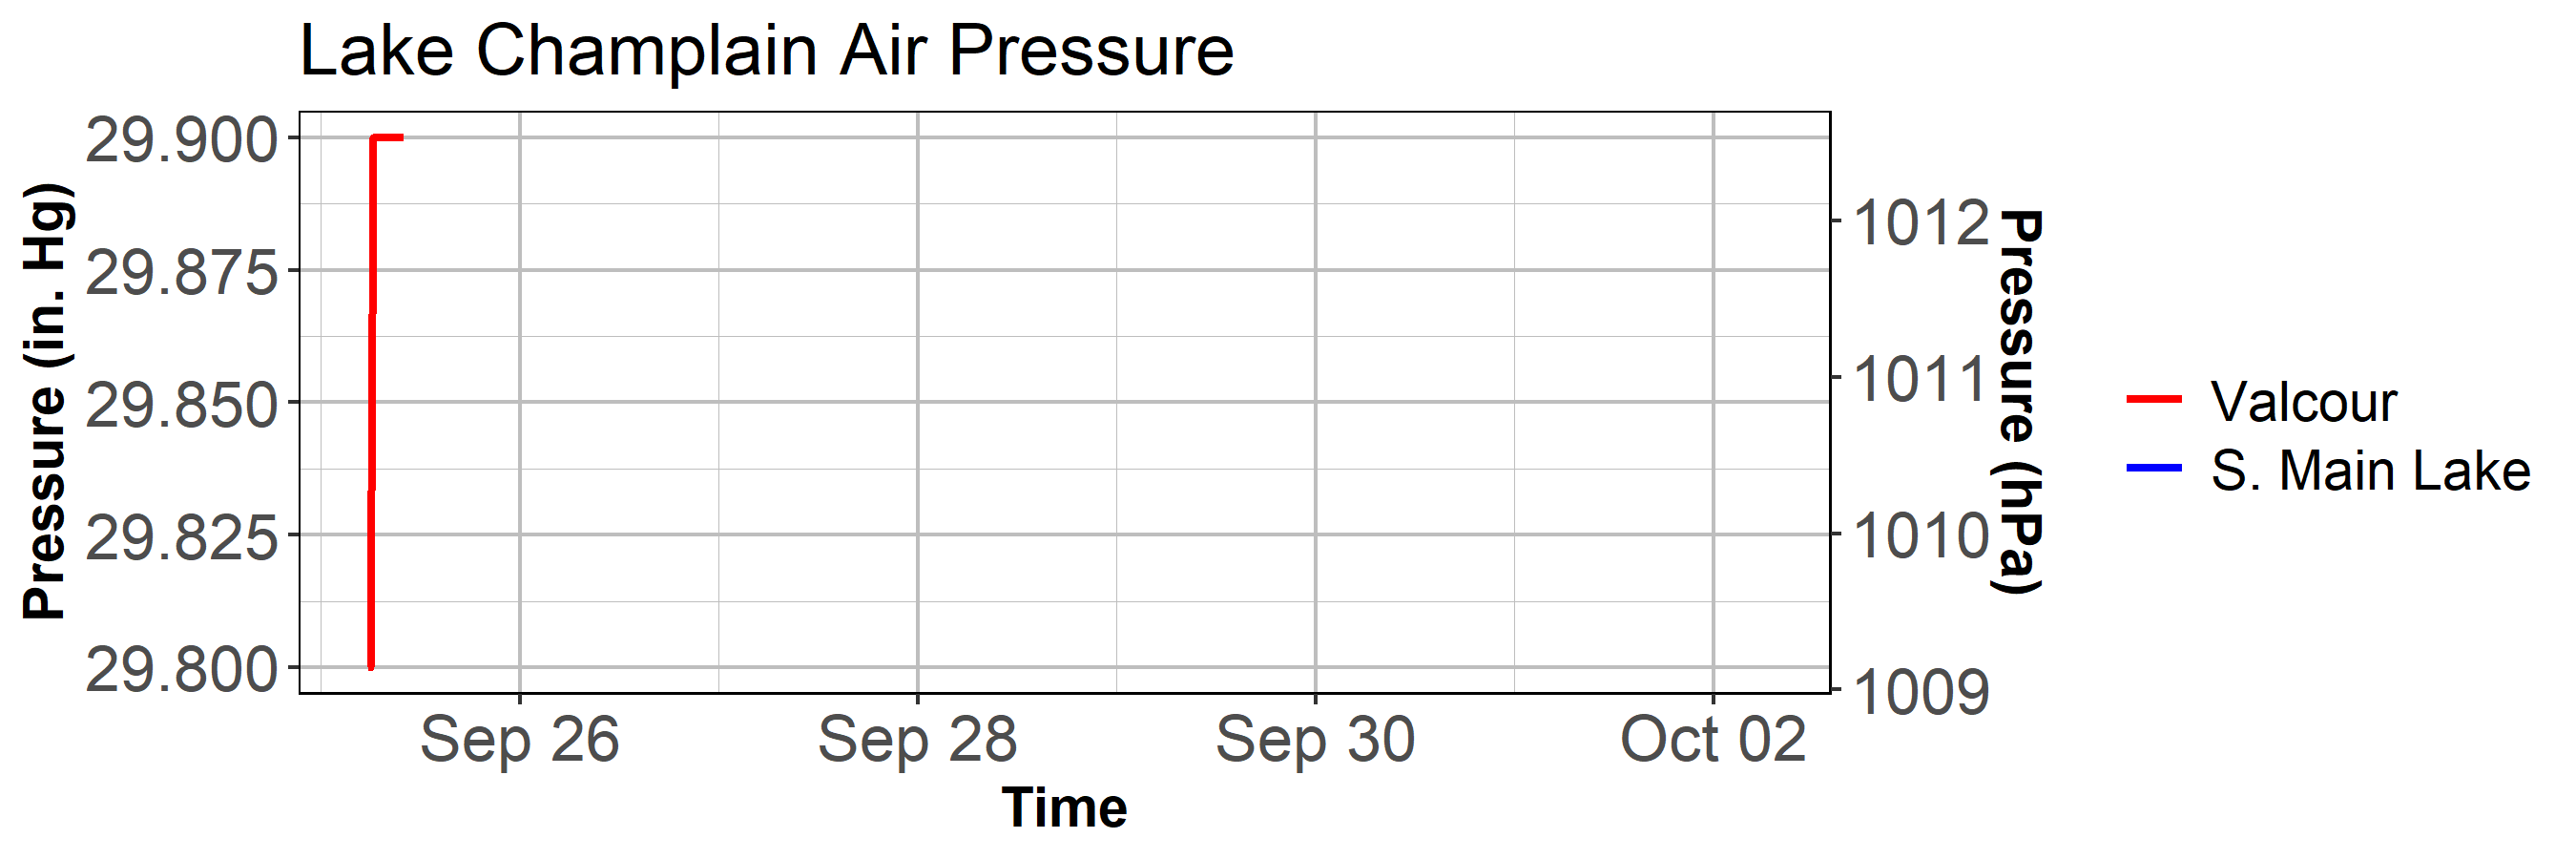 Lake Champlain Air Pressure
Pressure (in. Hg)
29.900
29.875
29.850
29.825
29.800
1012
1011
1010
1009
Pressure (hPa)
Sep 26 Sep 28 Sep 30 Oct 02
Time
Valcour
S. Main Lake